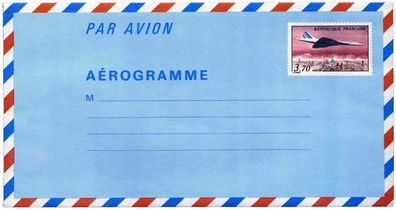 PAR AVION
RÉPUBLIQUE FRANÇAISE
3,70
AÉROGRAMME
M